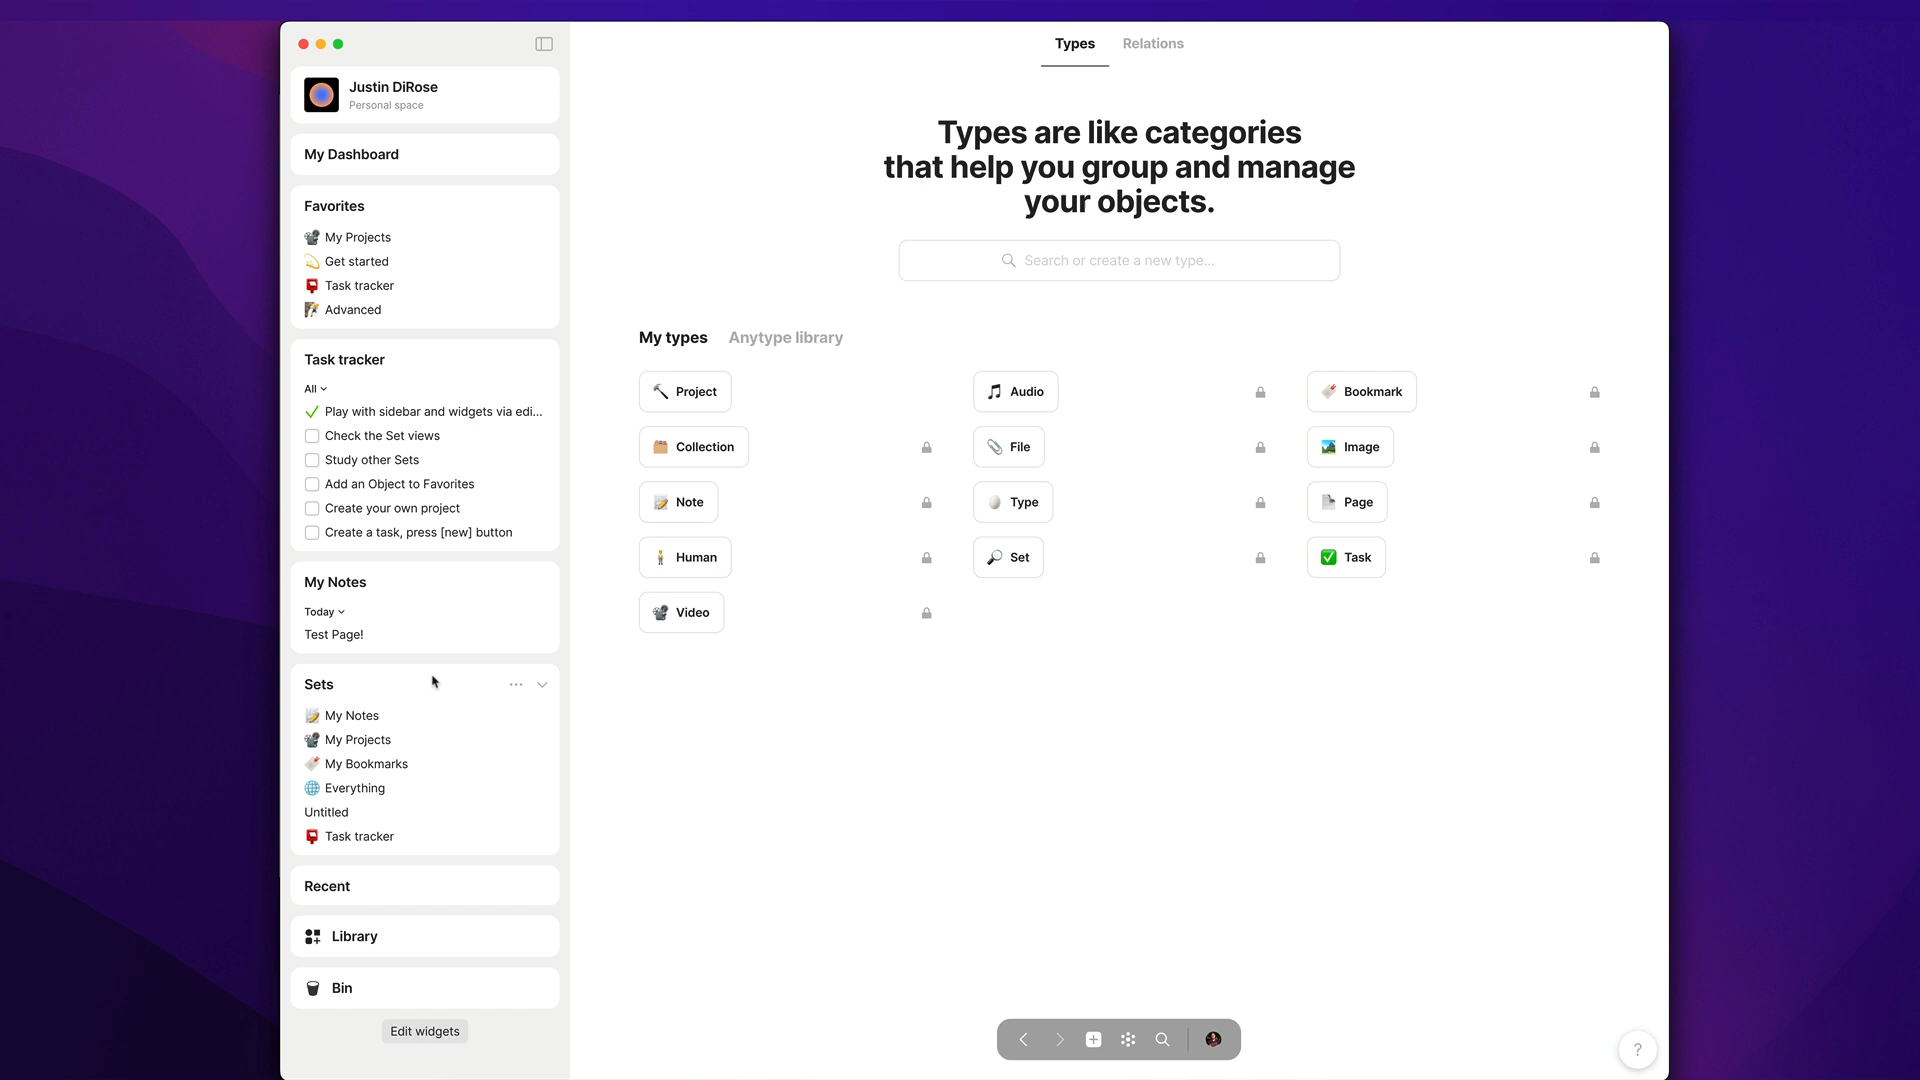 Justin DiRose
Personal space
My Dashboard
Favorites
My Projects
Get started
Task tracker
Advanced
Task tracker
All
Play with sidebar and widgets via edi...
Check the Set views
Study other Sets
Add an Object to Favorites
Create your own project
Create a task, press [new] button
My Notes
Today
Test Page!
Sets
My Notes
My Projects
My Bookmarks
Everything
Untitled
Task tracker
Recent
Library
Bin
Edit widgets
Types Relations
Types are like categories
that help you group and manage
your objects.
Search or create a new type...
My types Anytype library
Project Audio Bookmark
Collection File Image
Note Type Page
Human Set Task
Video
?